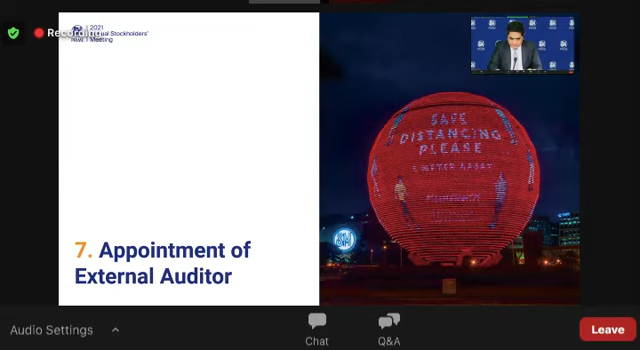 Recording
2021
Stockholders'
Meeting
SAFE
DISTANCING
PLEASE
1 METER APART
SM
7. Appointment of
External Auditor
Audio Settings
Chat
Q&A
Leave